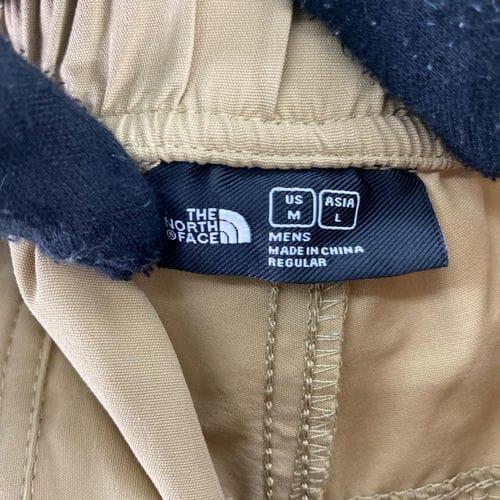 THE
NORTH
®FACE
US
M
ASIA
L
MENS
MADE IN CHINA
REGULAR